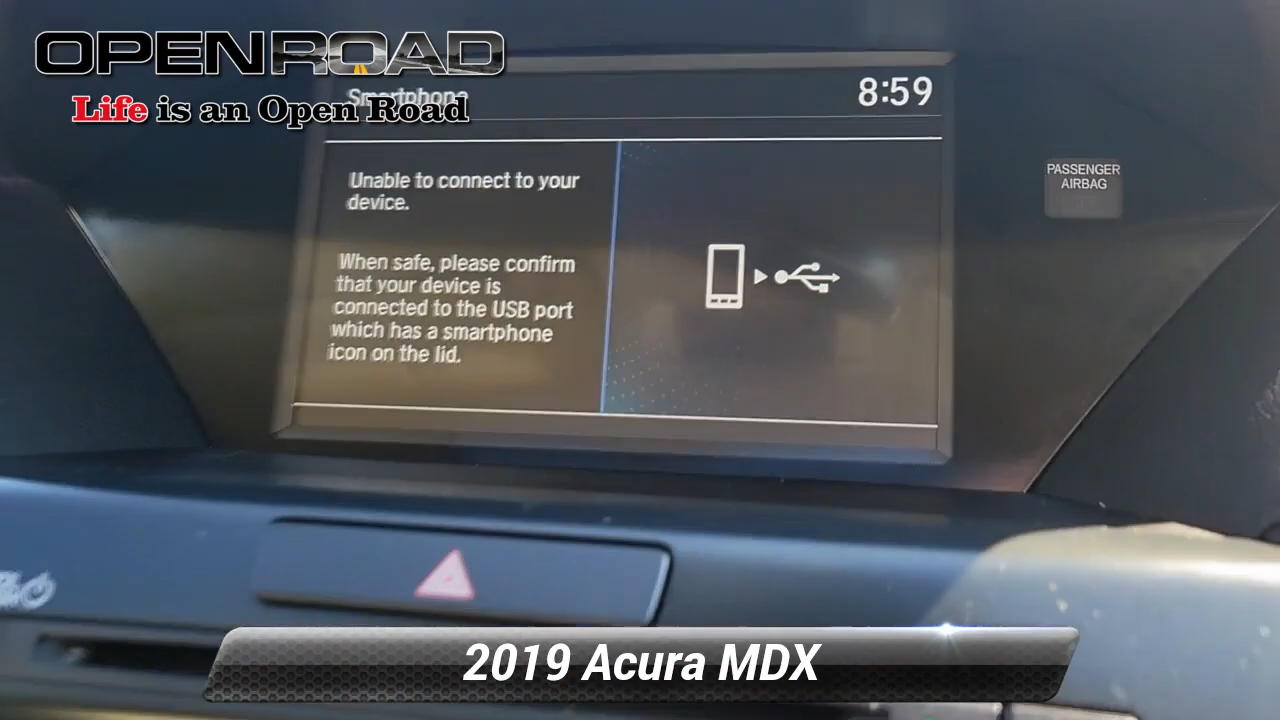 OPENROAD
Life is an Open Road
Smartphone
8:59
Unable to connect to your
device.
When safe, please confirm
that your device is
connected to the USB port
which has a smartphone
icon on the lid.
PASSENGER
AIRBAG
2019 Acura MDX